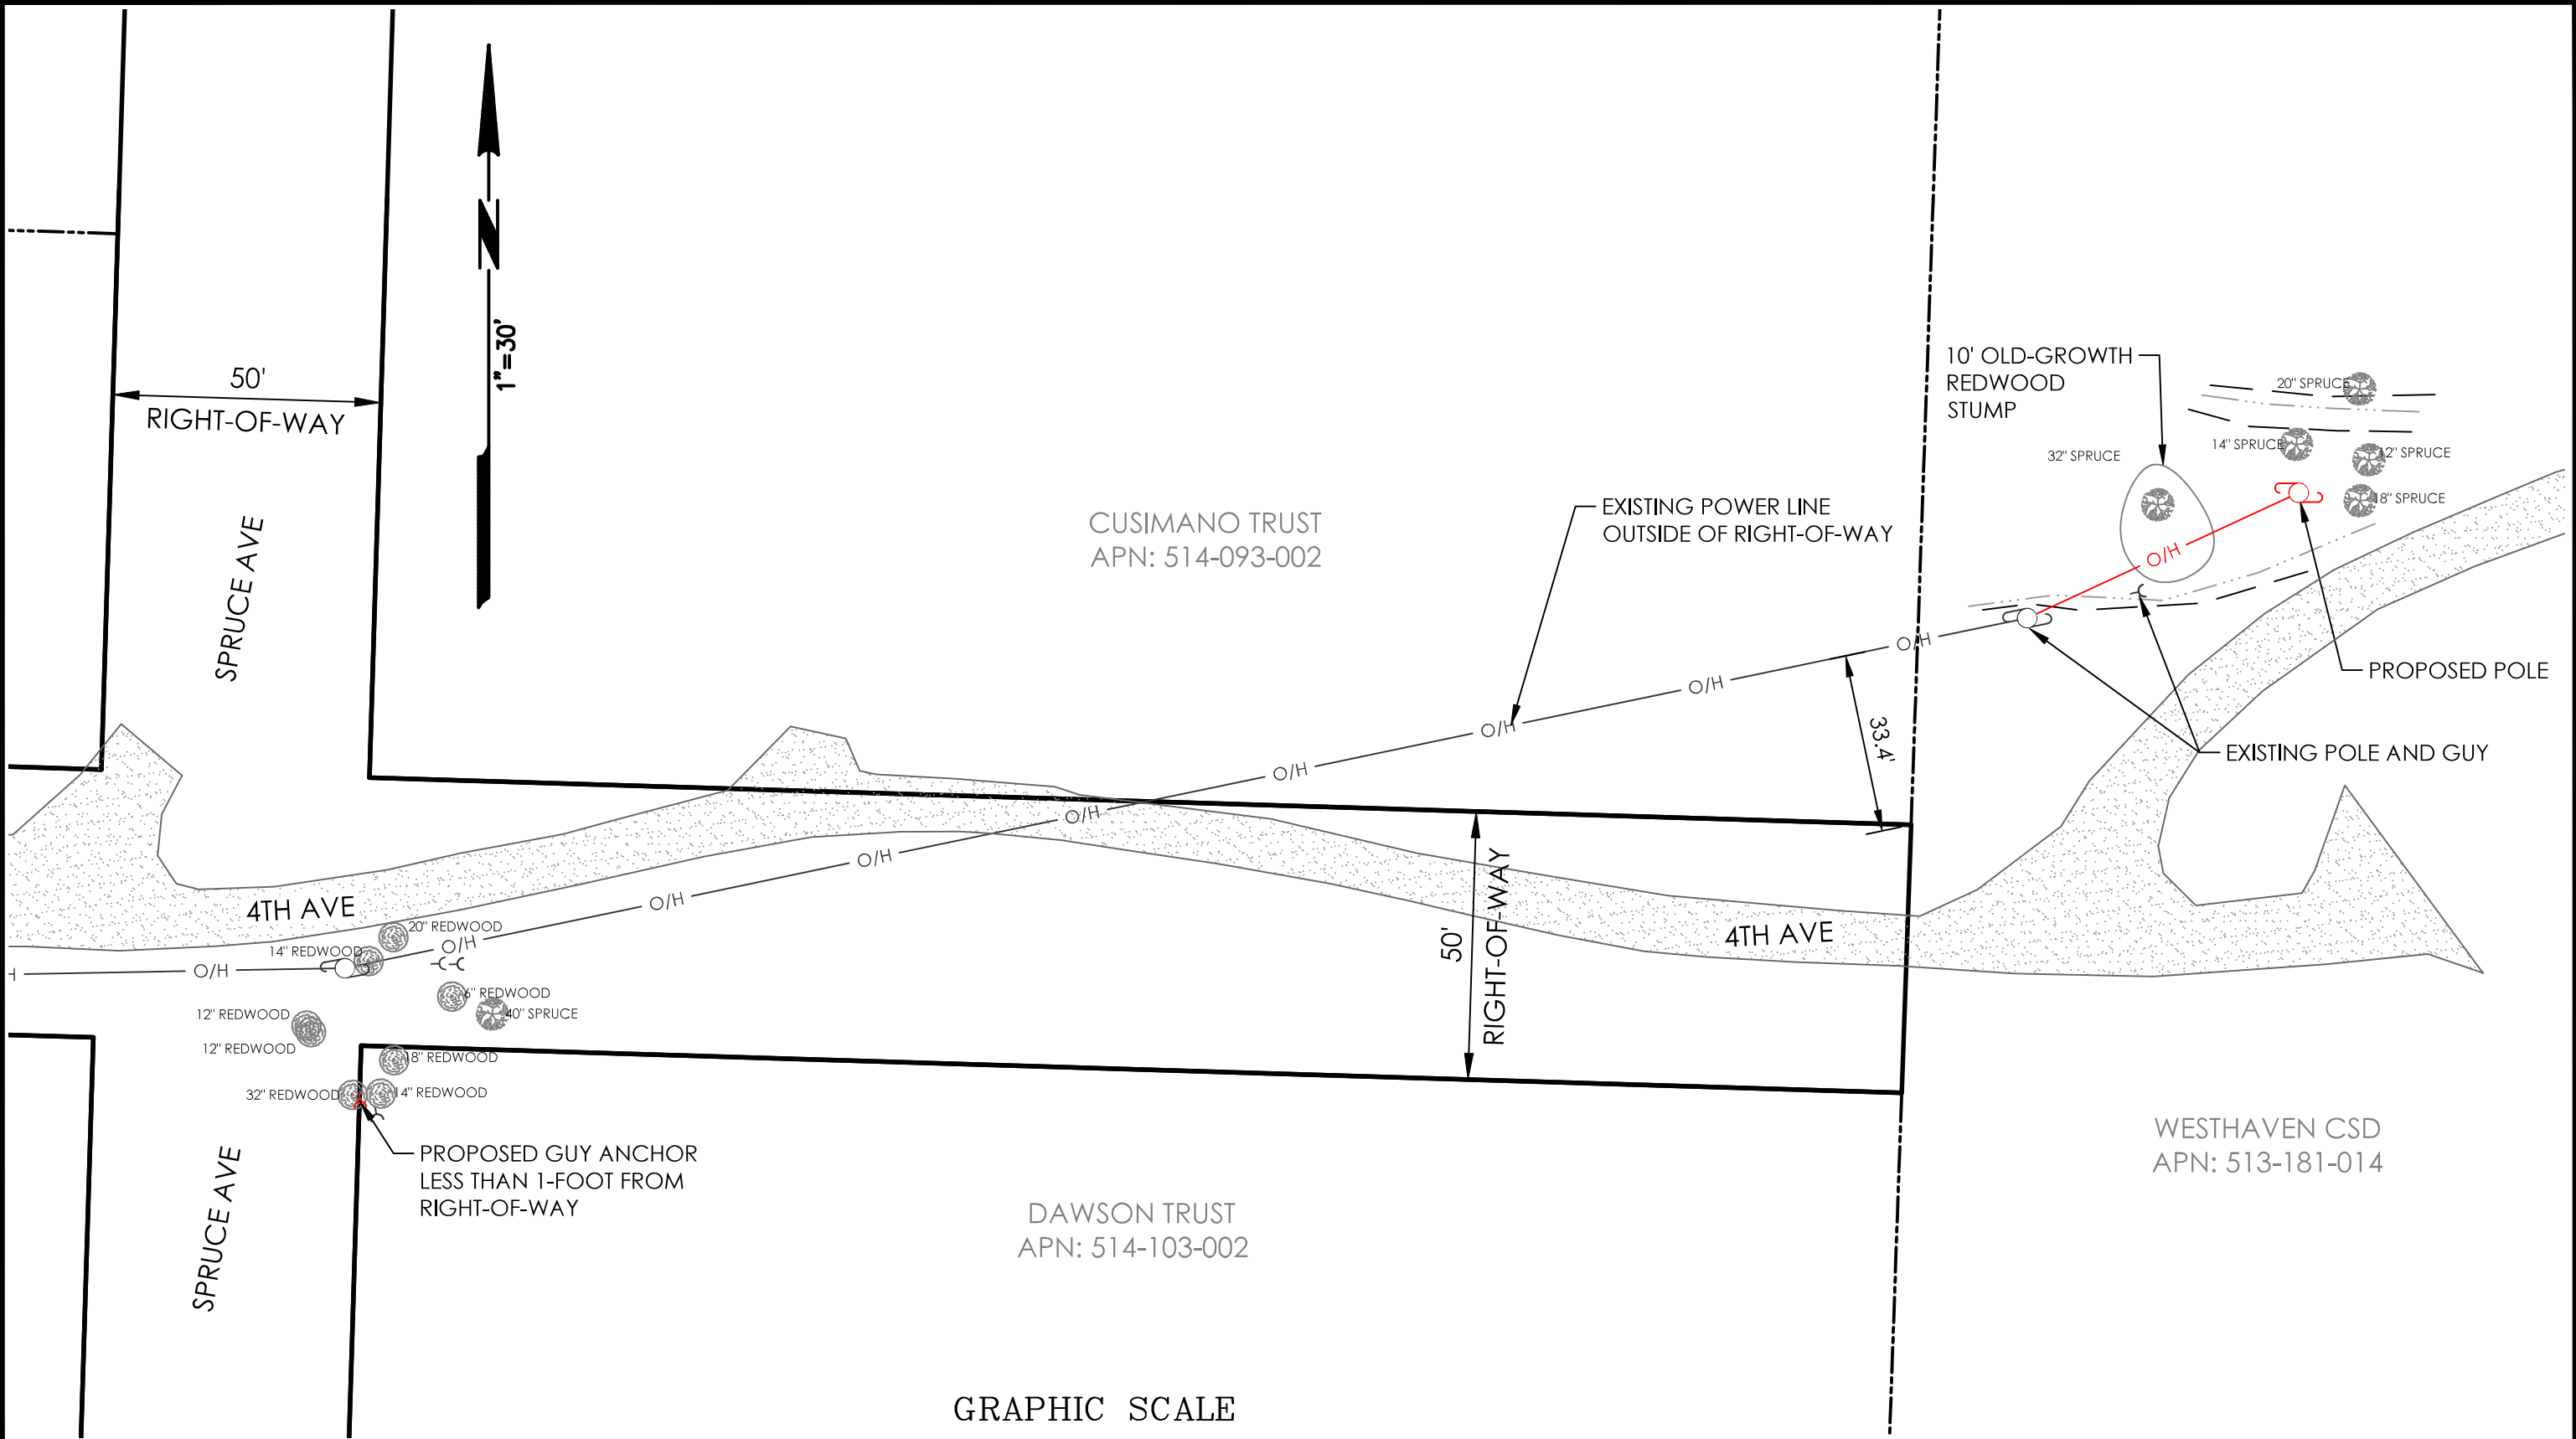 50'
RIGHT-OF-WAY
N
1"=30'
SPRUCE AVE
CUSIMANO TRUST
APN: 514-093-002
EXISTING POWER LINE
OUTSIDE OF RIGHT-OF-WAY
10' OLD-GROWTH
REDWOOD
STUMP
32" SPRUCE
20" SPRUCE
14" SPRUCE
12" SPRUCE
18" SPRUCE
O/H
PROPOSED POLE
EXISTING POLE AND GUY
O/H
O/H
O/H
O/H
O/H
O/H
O/H
O/H
O/H
H
33.4'
4TH AVE
4TH AVE
50'
RIGHT-OF-WAY
20" REDWOOD
14" REDWOOD
6" REDWOOD
40" SPRUCE
12" REDWOOD
12" REDWOOD
18" REDWOOD
32" REDWOOD
14" REDWOOD
PROPOSED GUY ANCHOR
LESS THAN 1-FOOT FROM
RIGHT-OF-WAY
SPRUCE AVE
DAWSON TRUST
APN: 514-103-002
WESTHAVEN CSD
APN: 513-181-014
GRAPHIC SCALE